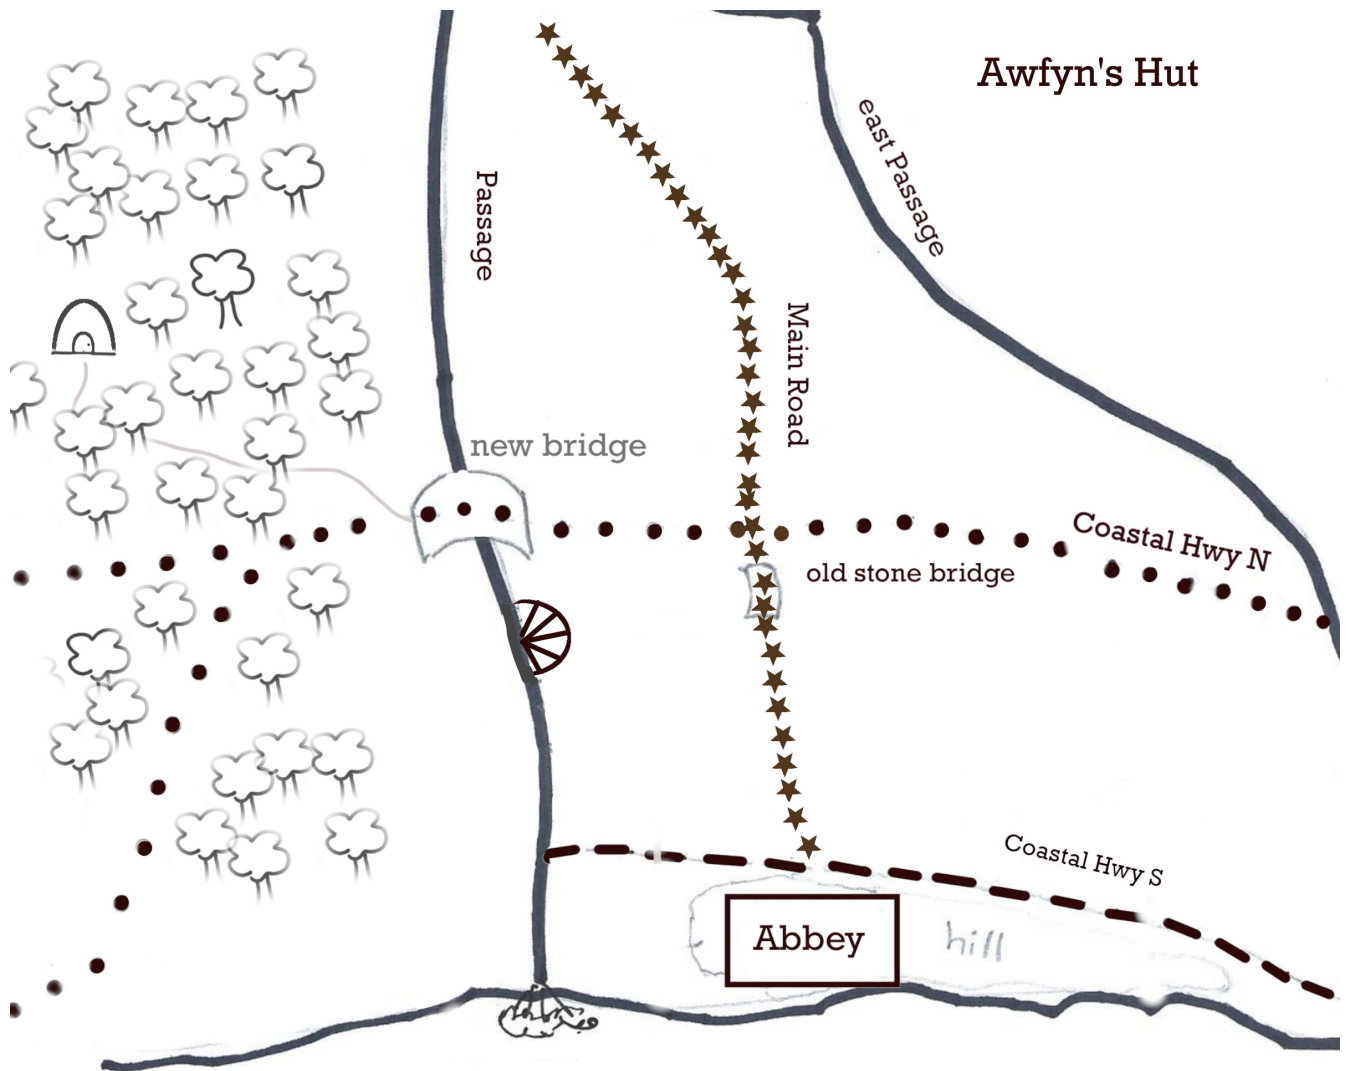 Awfyn's Hut
east Passage
Passage
Main Road
new bridge
Coastal Hwy N
old stone bridge
Coastal Hwy S
Abbey
hill